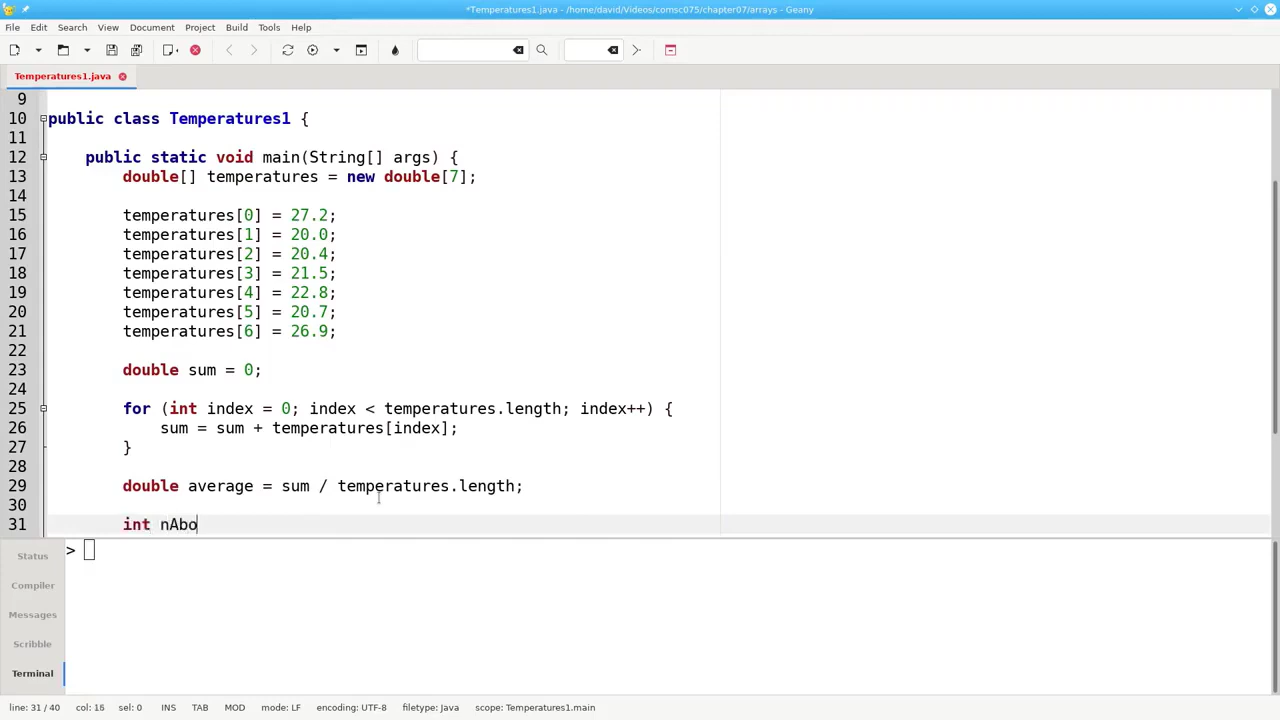 *Temperatures1.java - /home/david/Videos/comsc075/chapter07/arrays - Geany
File Edit Search View Document Project Build Tools Help
Temperatures1.java
9
10 public class Temperatures1 {
11
12 public static void main(String[] args) {
13 double[] temperatures = new double[7];
14
15 temperatures[0] = 27.2;
16 temperatures[1] = 20.0;
17 temperatures[2] = 20.4;
18 temperatures[3] = 21.5;
19 temperatures[4] = 22.8;
20 temperatures[5] = 20.7;
21 temperatures[6] = 26.9;
22
23 double sum = 0;
24
25 for (int index = 0; index < temperatures.length; index++) {
26 sum = sum + temperatures[index];
27 }
28
29 double average = sum / temperatures.length;
30
31 int nAbo
>
Status
Compiler
Messages
Scribble
Terminal
line: 31 / 40 col: 16 sel: 0 INS TAB MOD mode: LF encoding: UTF-8 filetype: Java scope: Temperatures1.main